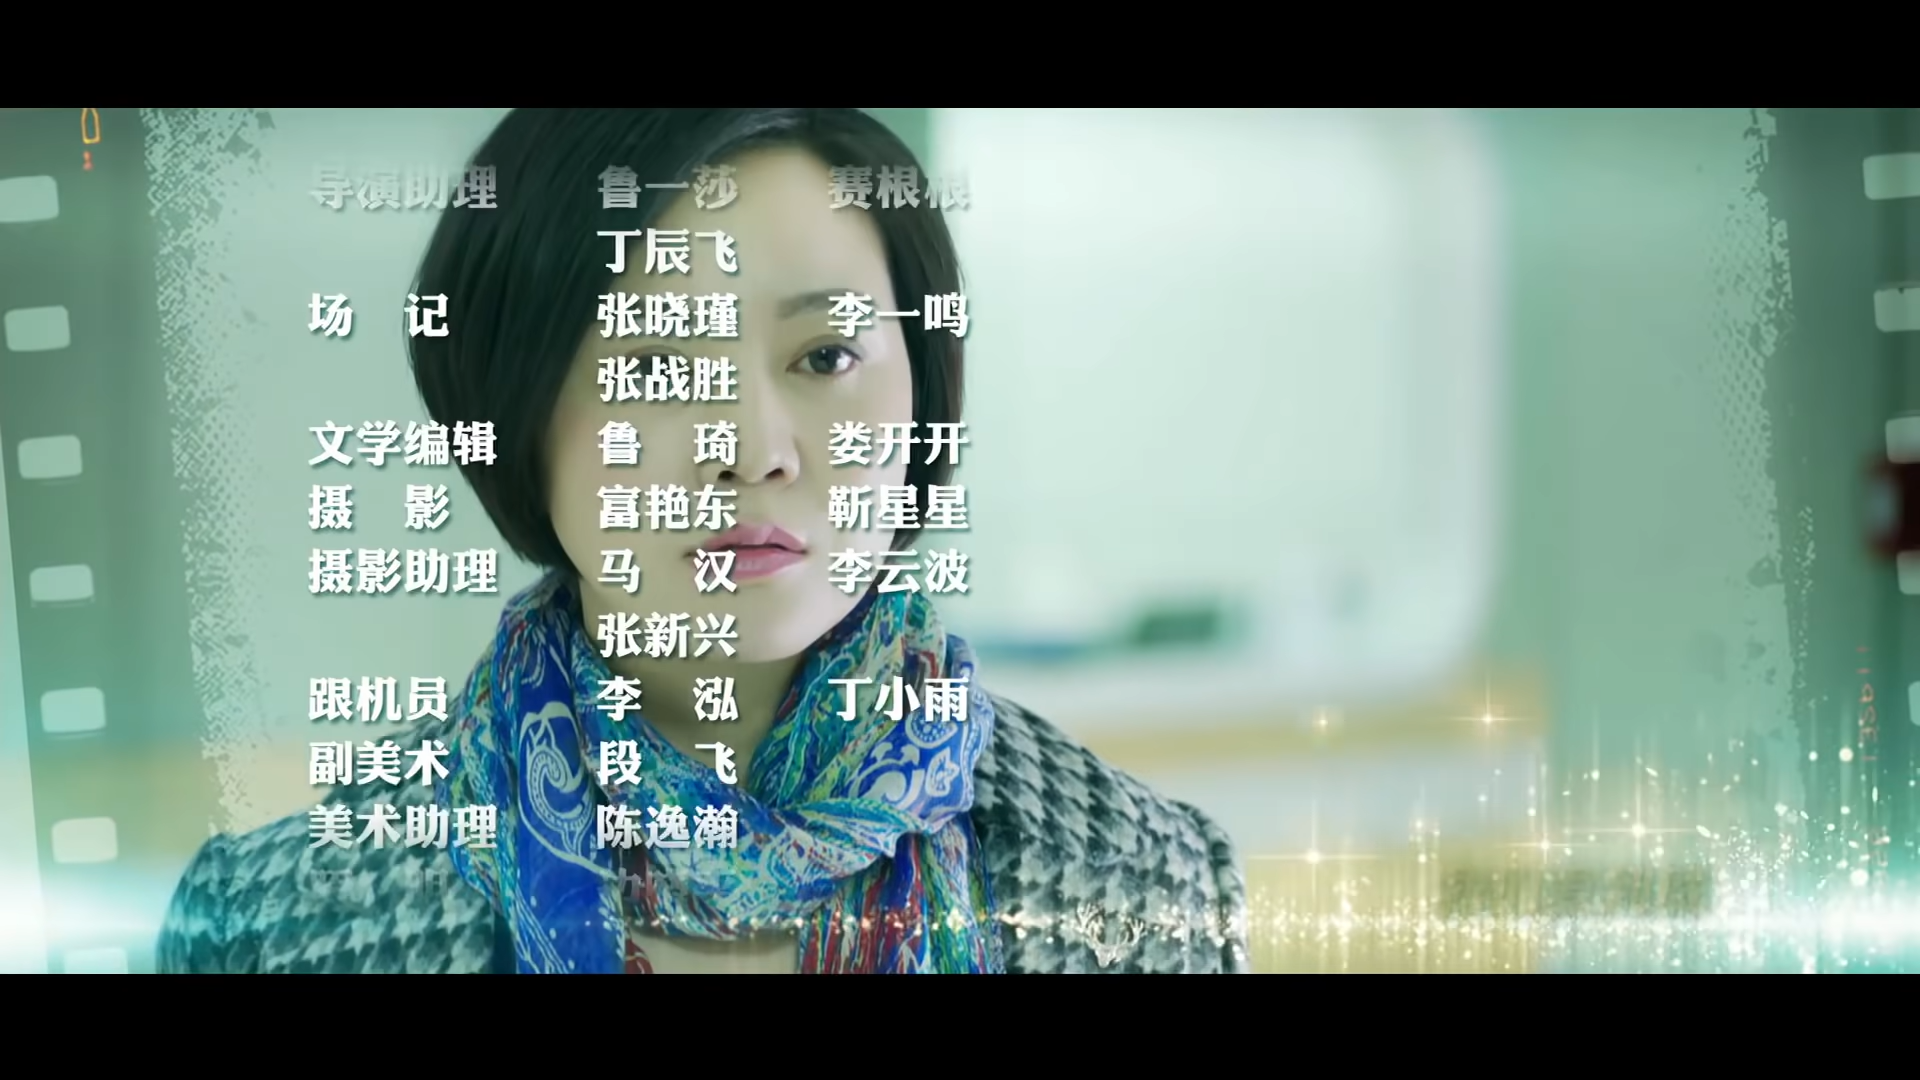 导演助理 鲁一莎 赛根根
丁辰飞
场 记 张晓瑾 李一鸣
张战胜
文学编辑 鲁 琦 娄开开
摄 影 富艳东 靳星星
摄影助理 马 汉 李云波
张新兴
跟机员 李 泓 丁小雨
副美术 段 飞
美术助理 陈逸瀚